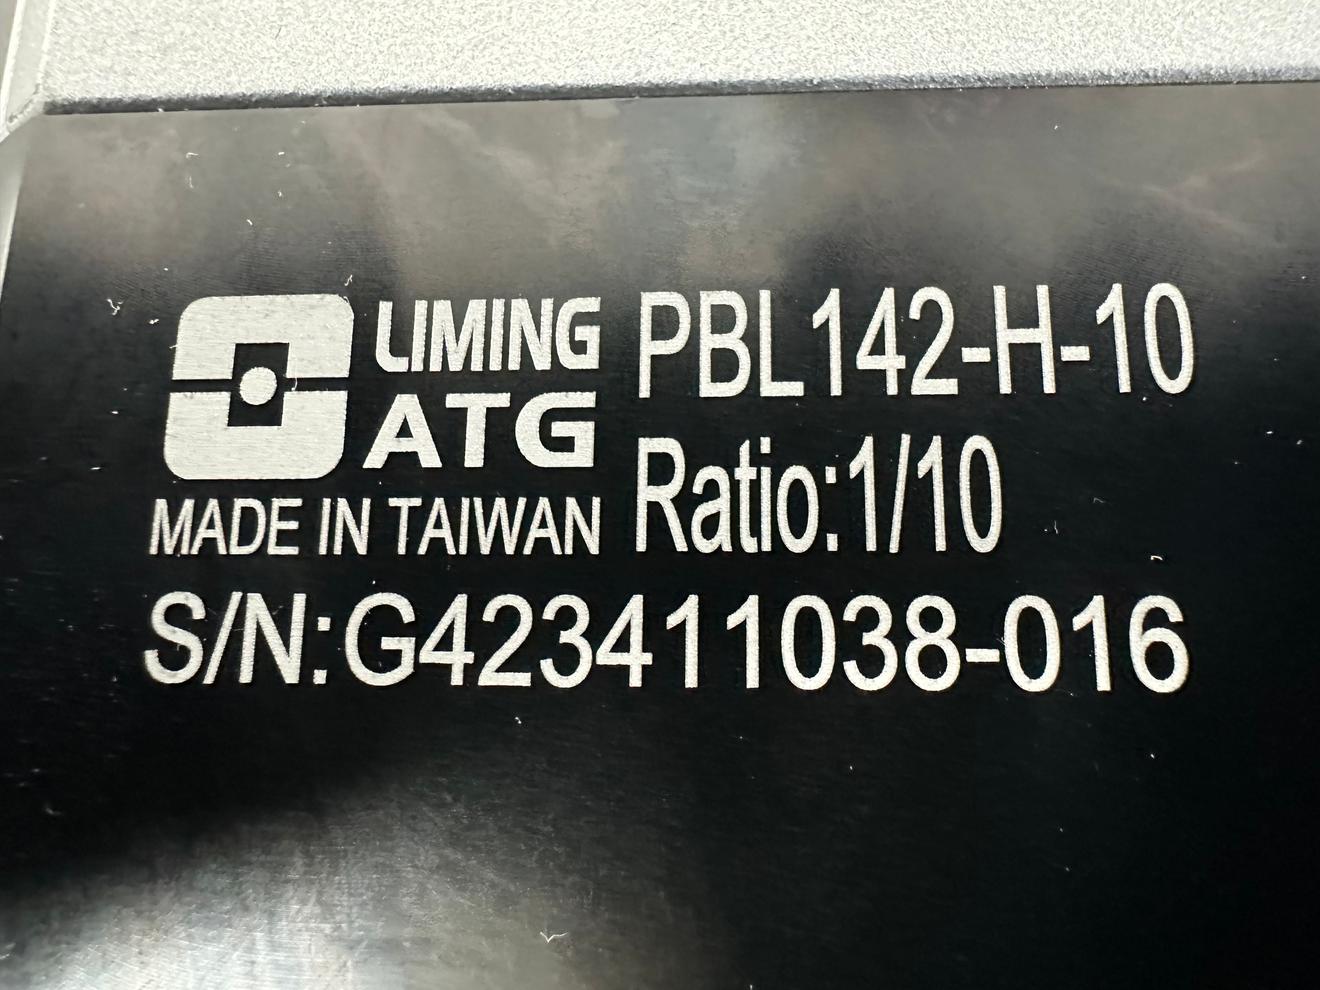 LIMING
ATG
MADE IN TAIWAN
PBL142-H-10
Ratio:1/10
S/N:G423411038-016